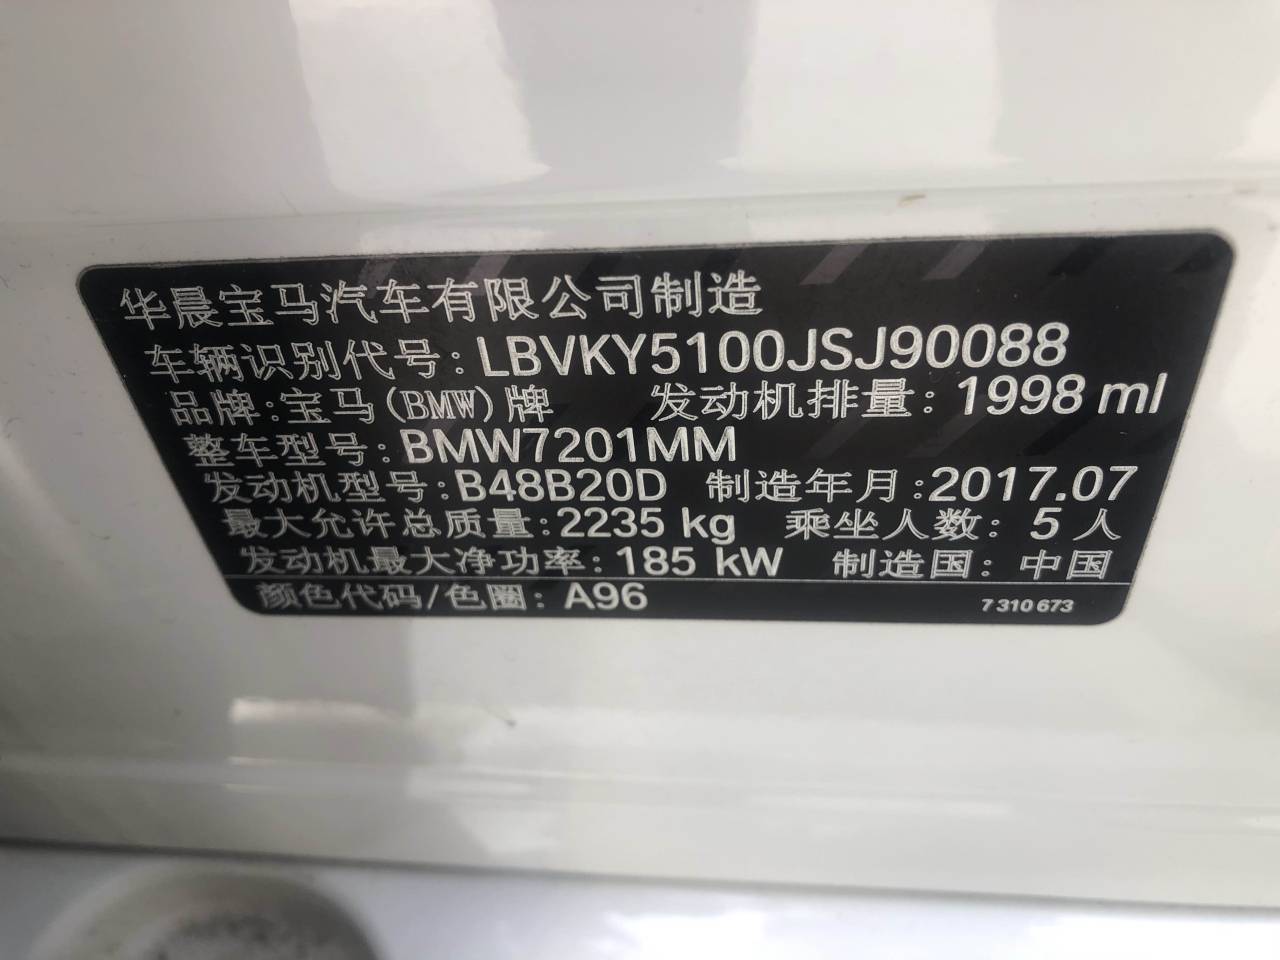 华晨宝马汽车有限公司制造
车辆识别代号:LBVKY5100JSJ90088
品牌:宝马(BMW)牌 发动机排量:1998 ml
整车型号:BMW7201MM
发动机型号:B48B20D 制造年月:2017.07
最大允许总质量:2235 kg 乘坐人数:5人
发动机最大净功率:185 kW 制造国:中国
颜色代码/色圈:A96 7 310 673